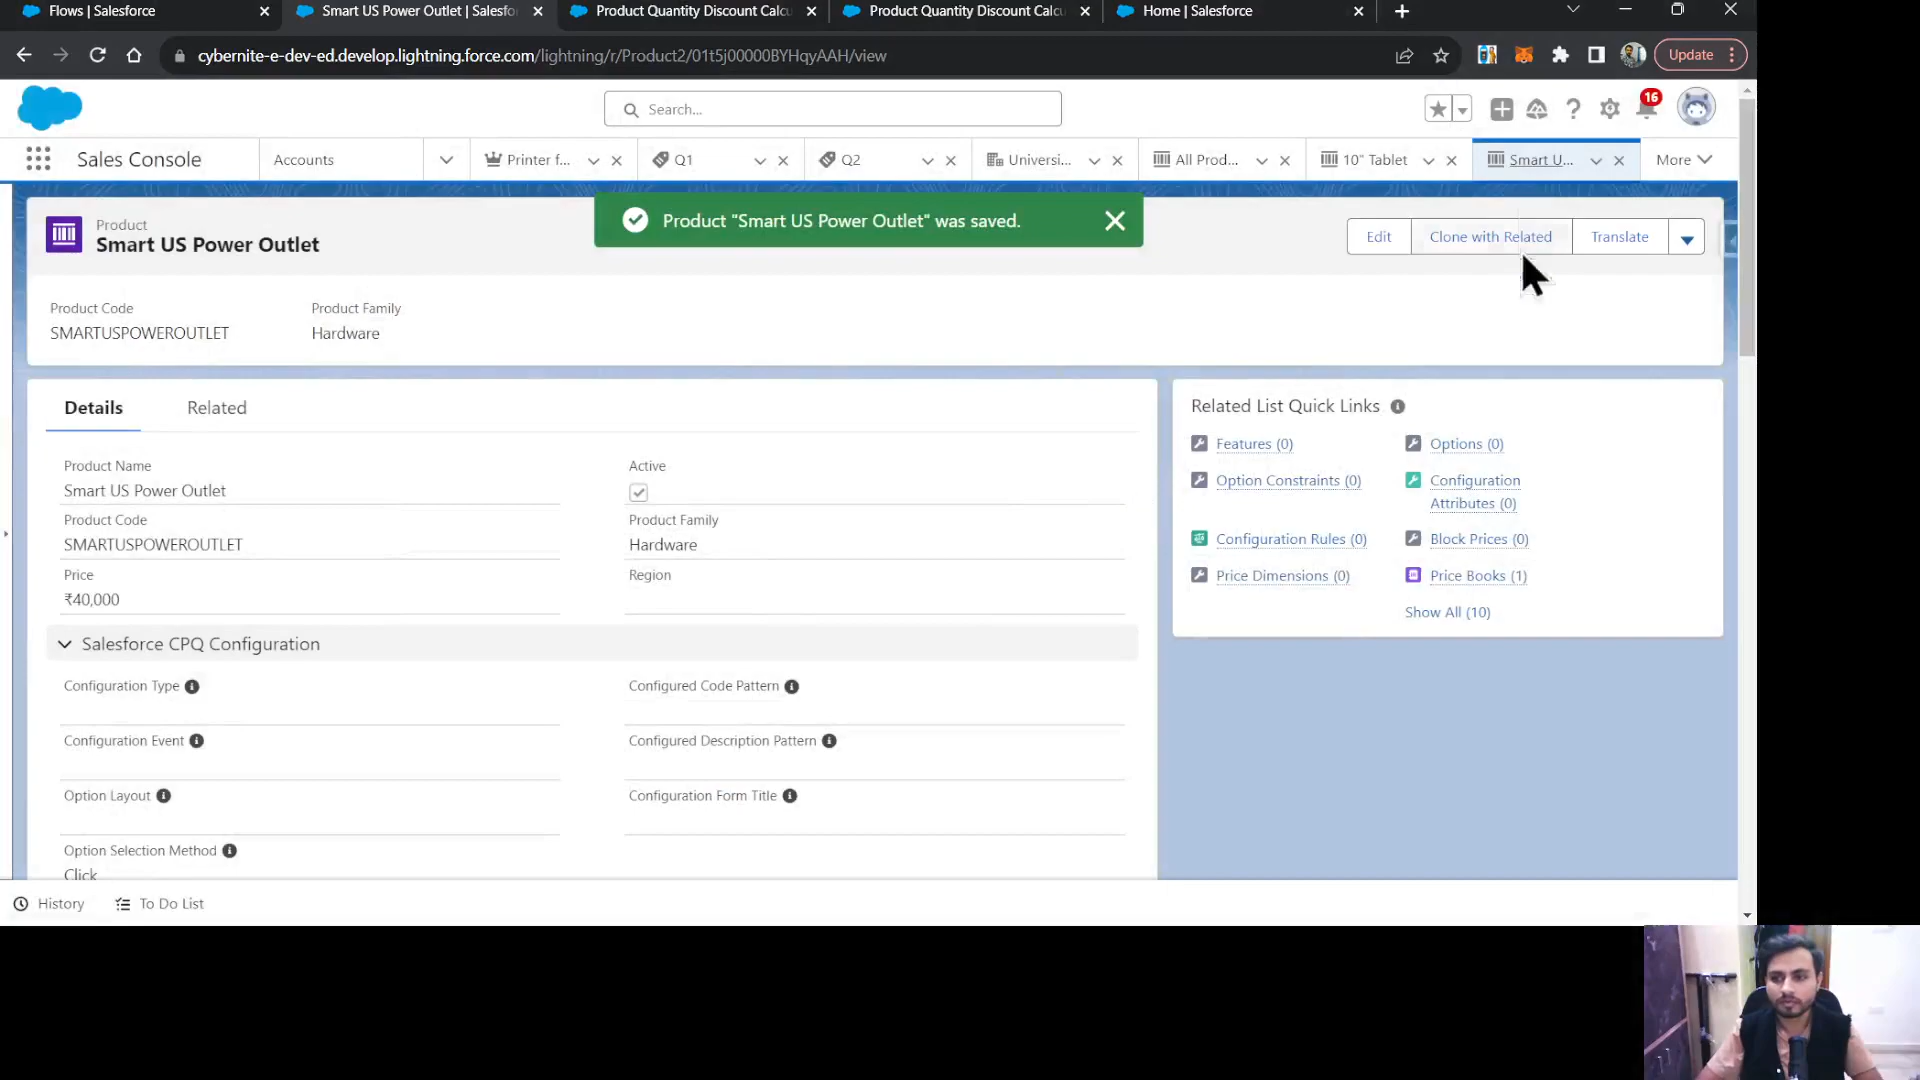 Flows | Salesforce
Smart US Power Outlet | Salesfo
Product Quantity Discount Calcu
Product Quantity Discount Calcu
Home | Salesforce
cybernite-e-dev-ed.develop.lightning.force.com/lightning/r/Product2/01t5j00000BYHqyAAH/view
Update
Search...
16
Sales Console
Accounts
Printer f...
Q1
Q2
Universi...
All Prod...
10" Tablet
Smart U...
More
Product "Smart US Power Outlet" was saved.
Product
Smart US Power Outlet
Edit
Clone with Related
Translate
Product Code
SMARTUSPOWEROUTLET
Product Family
Hardware
Details
Related
Product Name
Smart US Power Outlet
Active
Product Code
SMARTUSPOWEROUTLET
Product Family
Hardware
Price
₹40,000
Region
Salesforce CPQ Configuration
Configuration Type
Configured Code Pattern
Configuration Event
Configured Description Pattern
Option Layout
Configuration Form Title
Option Selection Method
Click
Related List Quick Links
Features (0)
Options (0)
Option Constraints (0)
Configuration
Attributes (0)
Configuration Rules (0)
Block Prices (0)
Price Dimensions (0)
Price Books (1)
Show All (10)
History
To Do List